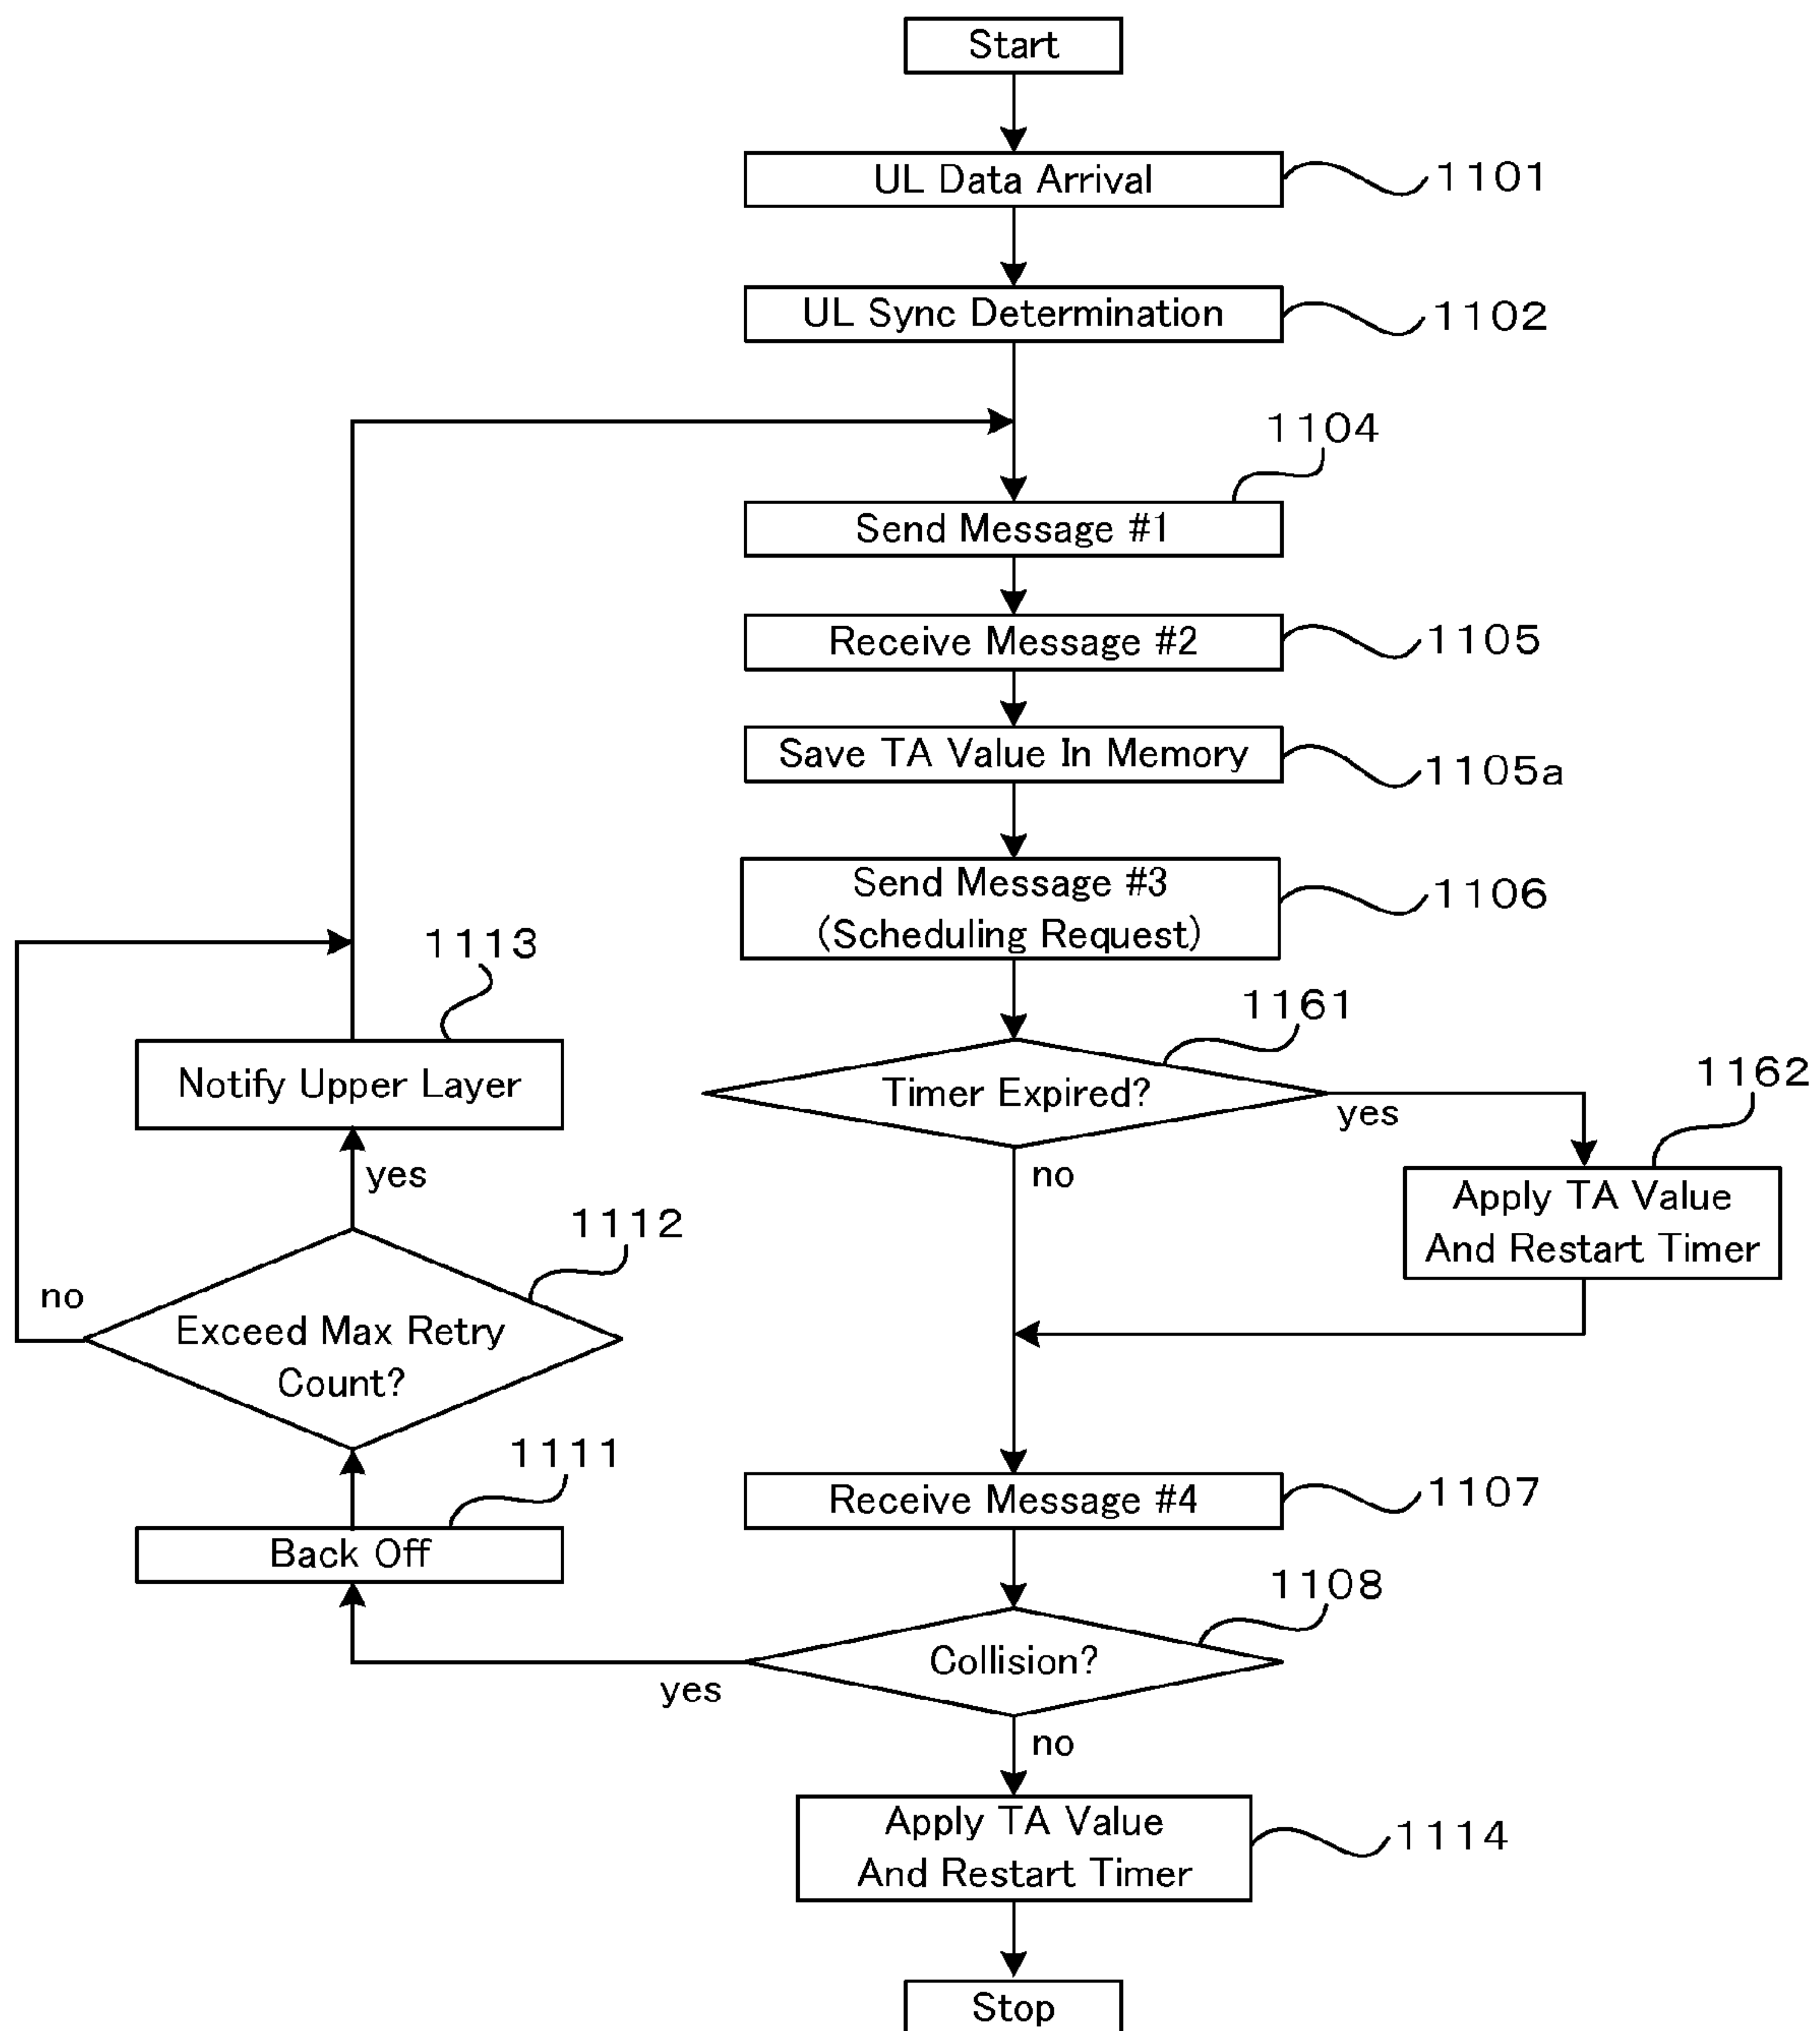 Start
UL Data Arrival
1101
UL Sync Determination
1102
1104
Send Message #1
Receive Message #2
1105
Save TA Value In Memory
1105a
Send Message #3
(Scheduling Request)
1106
1161
Timer Expired?
yes
no
1162
Apply TA Value
And Restart Timer
1113
Notify Upper Layer
yes
1112
no
Exceed Max Retry
Count?
1111
Back Off
Receive Message #4
1107
1108
Collision?
yes
no
Apply TA Value
And Restart Timer
1114
Stop